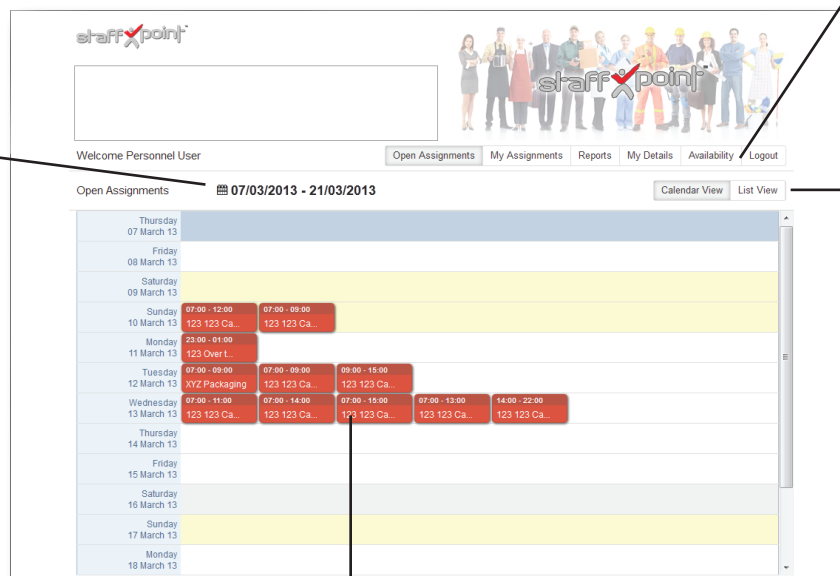 staffxpoint
staffxpoint
Welcome Personnel User
Open Assignments My Assignments Reports My Details Availability Logout
Open Assignments 07/03/2013 - 21/03/2013 Calendar View List View
Thursday
07 March 13
Friday
08 March 13
Saturday
09 March 13
Sunday 07:00 - 12:00 07:00 - 09:00
10 March 13 123 123 Ca... 123 123 Ca...
Monday 23:00 - 01:00
11 March 13 123 Over t...
Tuesday 07:00 - 09:00 07:00 - 09:00 09:00 - 15:00
12 March 13 XYZ Packaging 123 123 Ca... 123 123 Ca...
Wednesday 07:00 - 11:00 07:00 - 14:00 07:00 - 15:00 07:00 - 13:00 14:00 - 22:00
13 March 13 123 123 Ca... 123 123 Ca... 123 123 Ca... 123 123 Ca... 123 123 Ca...
Thursday
14 March 13
Friday
15 March 13
Saturday
16 March 13
Sunday
17 March 13
Monday
18 March 13